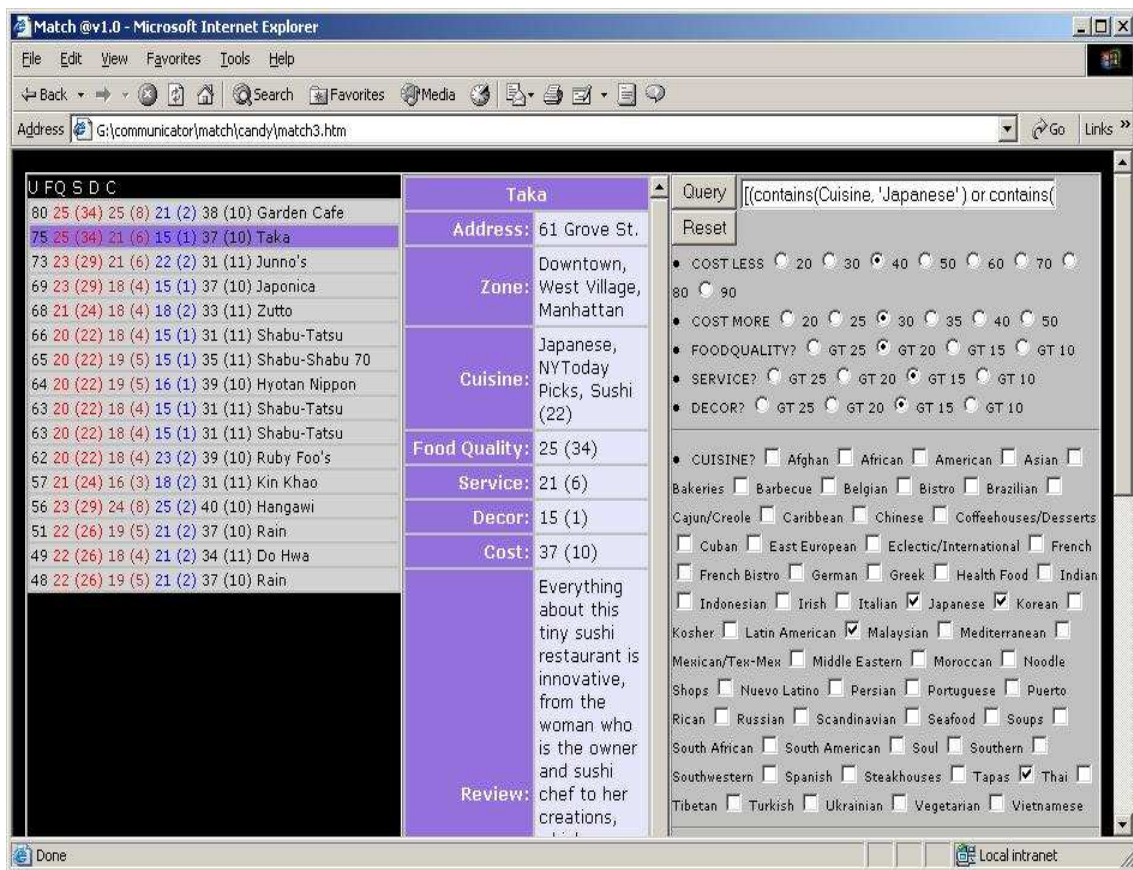 Match @v1.0 - Microsoft Internet Explorer
File Edit View Favorites Tools Help
Back Search Favorites Media
Address G:\communicator\match\candy\match3.htm Go Links »
U FQ S D C
80 25 (34) 25 (8) 21 (2) 38 (10) Garden Cafe
75 25 (34) 21 (6) 15 (1) 37 (10) Taka
73 23 (29) 21 (6) 22 (2) 31 (11) Junno's
69 23 (29) 18 (4) 15 (1) 37 (10) Japonica
68 21 (24) 18 (4) 18 (2) 33 (11) Zutto
66 20 (22) 18 (4) 15 (1) 31 (11) Shabu-Tatsu
65 20 (22) 19 (5) 15 (1) 35 (11) Shabu-Shabu 70
64 20 (22) 19 (5) 16 (1) 39 (10) Hyotan Nippon
63 20 (22) 18 (4) 15 (1) 31 (11) Shabu-Tatsu
63 20 (22) 18 (4) 15 (1) 31 (11) Shabu-Tatsu
62 20 (22) 18 (4) 23 (2) 39 (10) Ruby Foo's
57 21 (24) 16 (3) 18 (2) 31 (11) Kin Khao
56 23 (29) 24 (8) 25 (2) 40 (10) Hangawi
51 22 (26) 19 (5) 21 (2) 37 (10) Rain
49 22 (26) 18 (4) 21 (2) 34 (11) Do Hwa
48 22 (26) 19 (5) 21 (2) 37 (10) Rain
Taka
Address: 61 Grove St.
Zone: Downtown,
West Village,
Manhattan
Cuisine: Japanese,
NYToday
Picks, Sushi
(22)
Food Quality: 25 (34)
Service: 21 (6)
Decor: 15 (1)
Cost: 37 (10)
Review: Everything
about this
tiny sushi
restaurant is
innovative,
from the
woman who
is the owner
and sushi
chef to her
creations,
Query [(contains(Cuisine, 'Japanese' ) or contains(
Reset
• COST LESS 20 30 40 50 60 70
80 90
• COST MORE 20 25 30 35 40 50
• FOODQUALITY? GT 25 GT 20 GT 15 GT 10
• SERVICE? GT 25 GT 20 GT 15 GT 10
• DECOR? GT 25 GT 20 GT 15 GT 10
• CUISINE? Afghan African American Asian
Bakeries Barbecue Belgian Bistro Brazilian
Cajun/Creole Caribbean Chinese Coffeehouses/Desserts
Cuban East European Eclectic/International French
French Bistro German Greek Health Food Indian
Indonesian Irish Italian Japanese Korean
Kosher Latin American Malaysian Mediterranean
Mexican/Tex-Mex Middle Eastern Moroccan Noodle
Shops Nuevo Latino Persian Portuguese Puerto
Rican Russian Scandinavian Seafood Soups
South African South American Soul Southern
Southwestern Spanish Steakhouses Tapas Thai
Tibetan Turkish Ukrainian Vegetarian Vietnamese
Done Local intranet